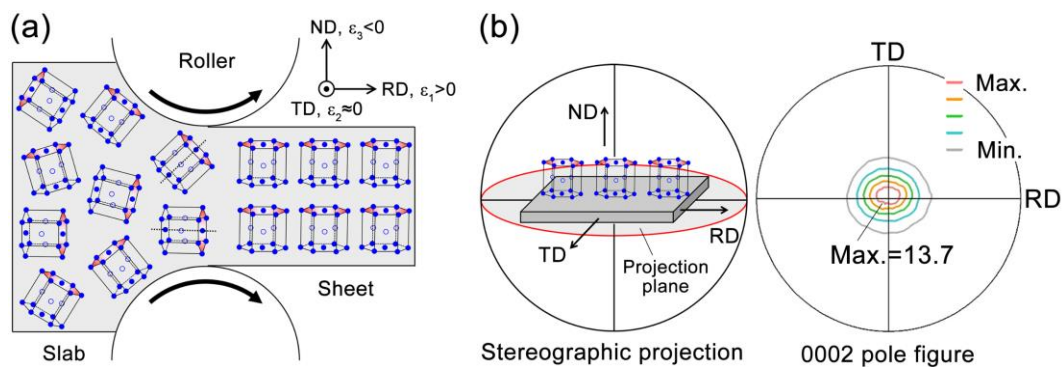 (a)
ND, ε3<0
Roller
RD, ε1>0
TD, ε2≈0
Slab
Sheet
(b)
ND
TD
RD
Projection
plane
Stereographic projection
TD
Max.
Min.
RD
Max.=13.7
0002 pole figure